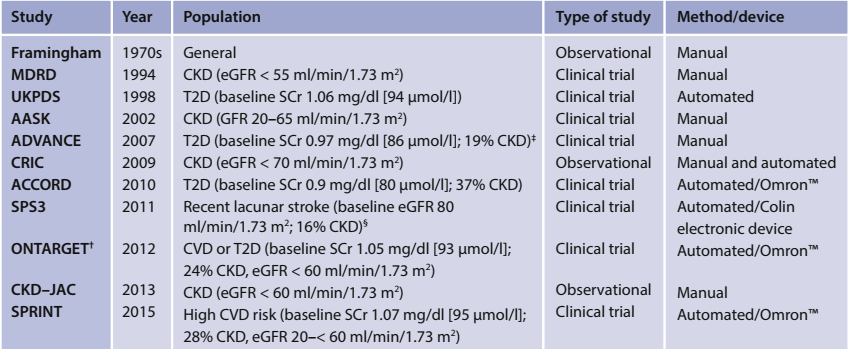 Study Year Population Type of study Method/device
Framingham 1970s General Observational Manual
MDRD 1994 CKD (eGFR < 55 ml/min/1.73 m²) Clinical trial Manual
UKPDS 1998 T2D (baseline SCr 1.06 mg/dl [94 μmol/l]) Clinical trial Automated
AASK 2002 CKD (GFR 20–65 ml/min/1.73 m²) Clinical trial Manual
ADVANCE 2007 T2D (baseline SCr 0.97 mg/dl [86 μmol/l]; 19% CKD)‡ Clinical trial Manual
CRIC 2009 CKD (eGFR < 70 ml/min/1.73 m²) Observational Manual and automated
ACCORD 2010 T2D (baseline SCr 0.9 mg/dl [80 μmol/l]; 37% CKD) Clinical trial Automated/Omron™
SPS3 2011 Recent lacunar stroke (baseline eGFR 80 Clinical trial Automated/Colin
ml/min/1.73 m²; 16% CKD)§ electronic device
ONTARGET† 2012 CVD or T2D (baseline SCr 1.05 mg/dl [93 μmol/l]; Clinical trial Automated/Omron™
24% CKD, eGFR < 60 ml/min/1.73 m²)
CKD–JAC 2013 CKD (eGFR < 60 ml/min/1.73 m²) Observational Manual
SPRINT 2015 High CVD risk (baseline SCr 1.07 mg/dl [95 μmol/l]; Clinical trial Automated/Omron™
28% CKD, eGFR 20–< 60 ml/min/1.73 m²)